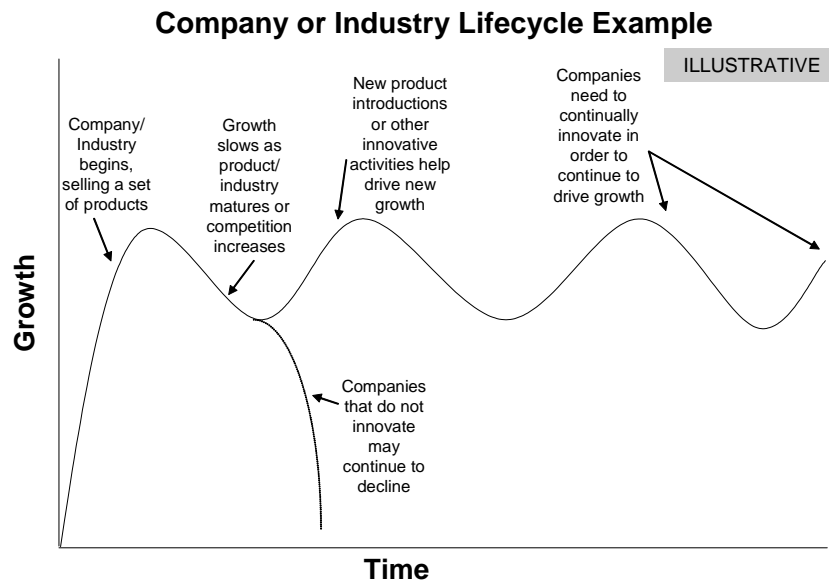 Company or Industry Lifecycle Example
ILLUSTRATIVE
Company/
Industry
begins,
selling a set
of products
Growth
slows as
product/
industry
matures or
competition
increases
New product
introductions
or other
innovative
activities help
drive new
growth
Companies
need to
continually
innovate in
order to
continue to
drive growth
Companies
that do not
innovate
may
continue to
decline
Growth
Time